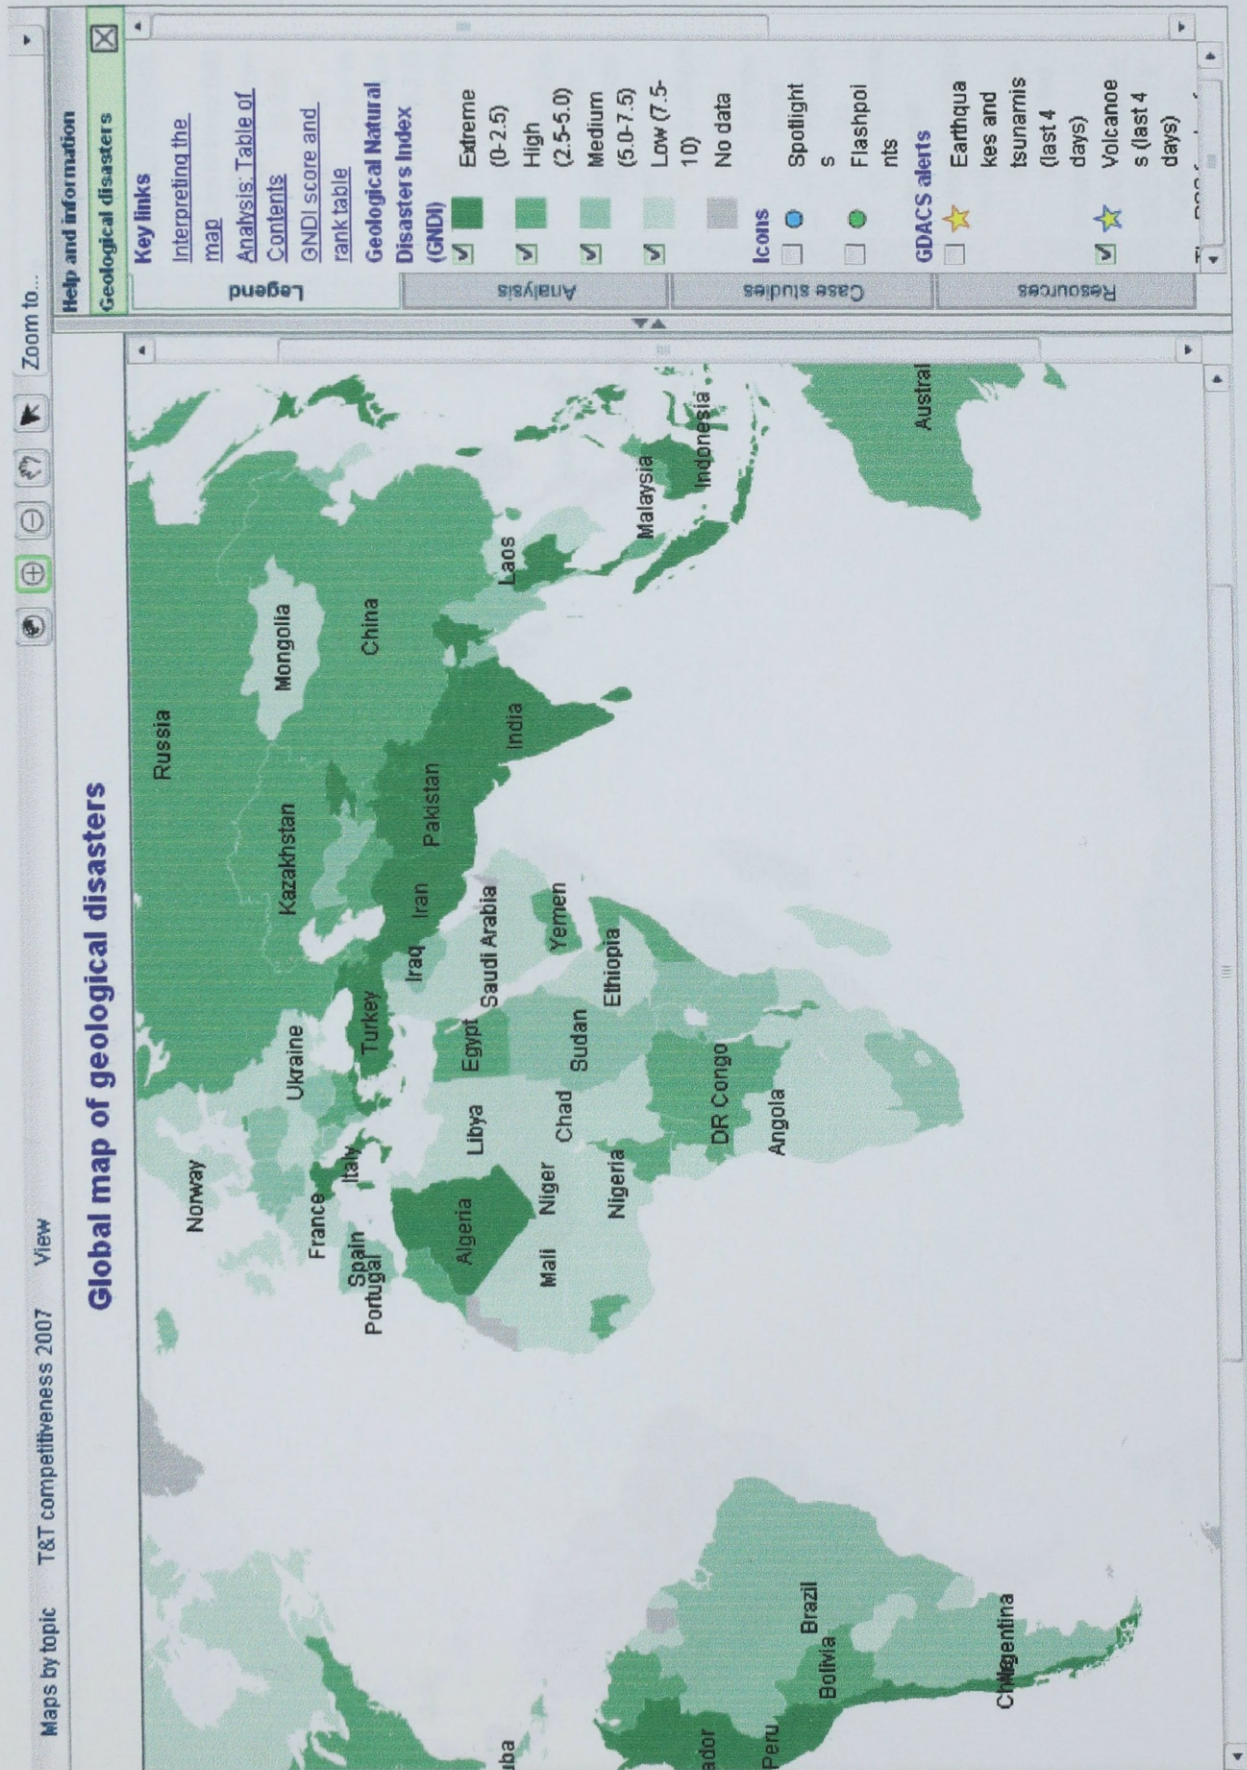 Maps by topic T&T competitiveness 2007 View
Zoom to...
Global map of geological disasters
Russia
Norway
Kazakhstan
Mongolia
Ukraine
France
Italy
Spain
Portugal
Turkey
China
Iraq
Iran
Pakistan
Algeria
Libya
Egypt
Saudi Arabia
India
Laos
Mali
Niger
Chad
Sudan
Yemen
Nigeria
Ethiopia
Malaysia
Indonesia
DR Congo
Angola
Brazil
Bolivia
Peru
ador
uba
Argentina
Austral
Help and information
Geological disasters
Legend
Analysis
Case studies
Resources
Key links
Interpreting the
map
Analysis: Table of
Contents
GNDI score and
rank table
Geological Natural
Disasters Index
(GNDI)
Extreme
(0-2.5)
High
(2.5-5.0)
Medium
(5.0-7.5)
Low (7.5-
10)
No data
Icons
Spotlight
s
Flashpoi
nts
GDACS alerts
Earthqua
kes and
tsunamis
(last 4
days)
Volcanoe
s (last 4
days)